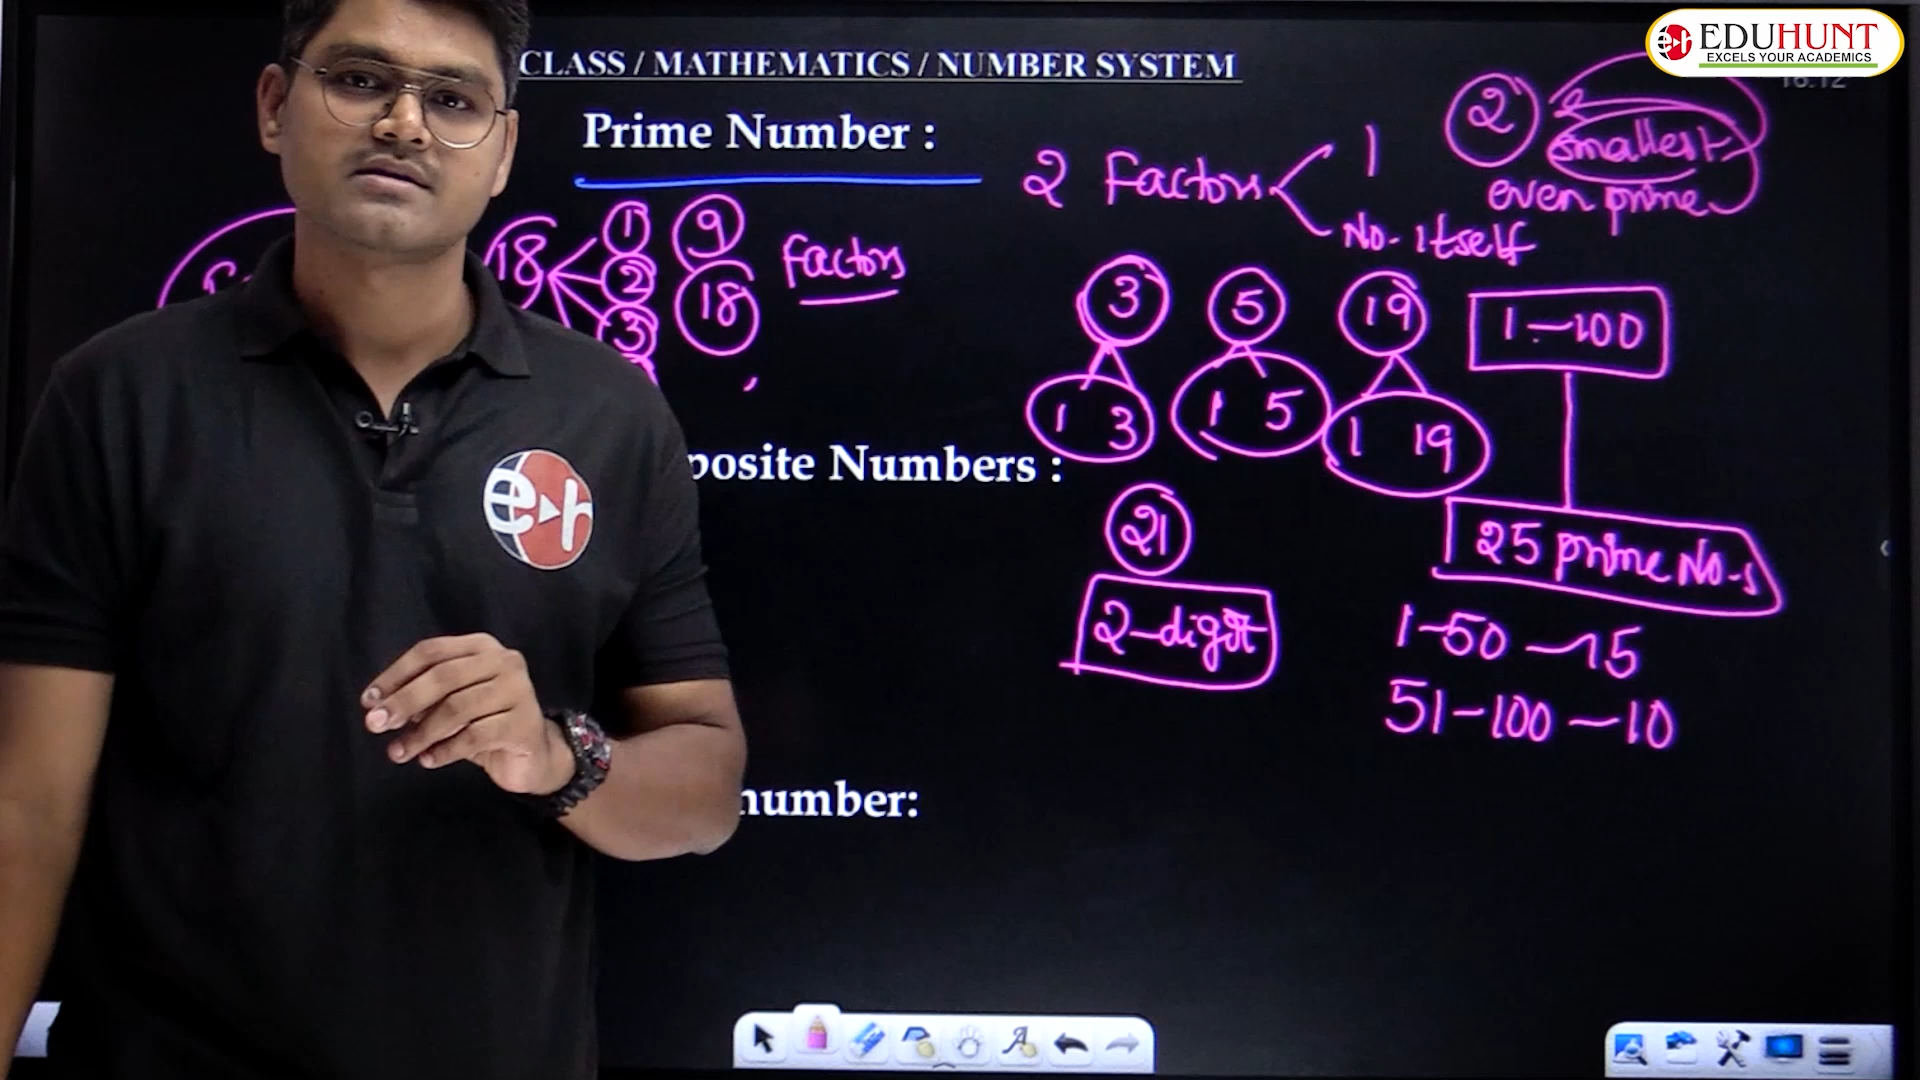 EDUHUNT
EXCELS YOUR ACADEMICS
CLASS / MATHEMATICS / NUMBER SYSTEM
16:12
Prime Number :
2 Factors
1
No. itself
2
smallest
even prime
18
1
2
3
9
18
factors
3
1 3
5
1 5
19
1 19
1-100
25 prime No.s
1-50-15
51-100-10
posite Numbers :
21
2-digit
number: